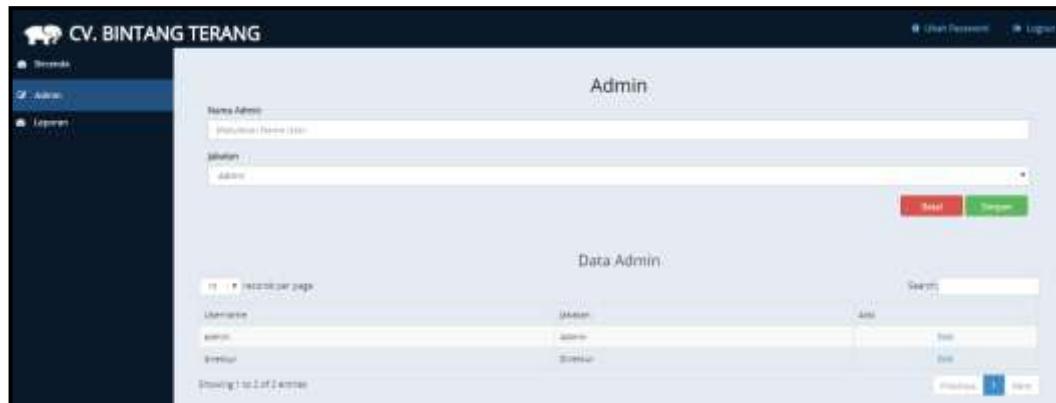 CV. BINTANG TERANG
Ubah Password
Logout
Beranda
Admin
Laporan
Admin
Nama Admin
Jabatan
Admin
Batal
Simpan
Data Admin
10 records per page
Search:
Username
Jabatan
Aksi
admin
Admin
Direktur
Direktur
Showing 1 to 2 of 2 entries
Previous
1
Next